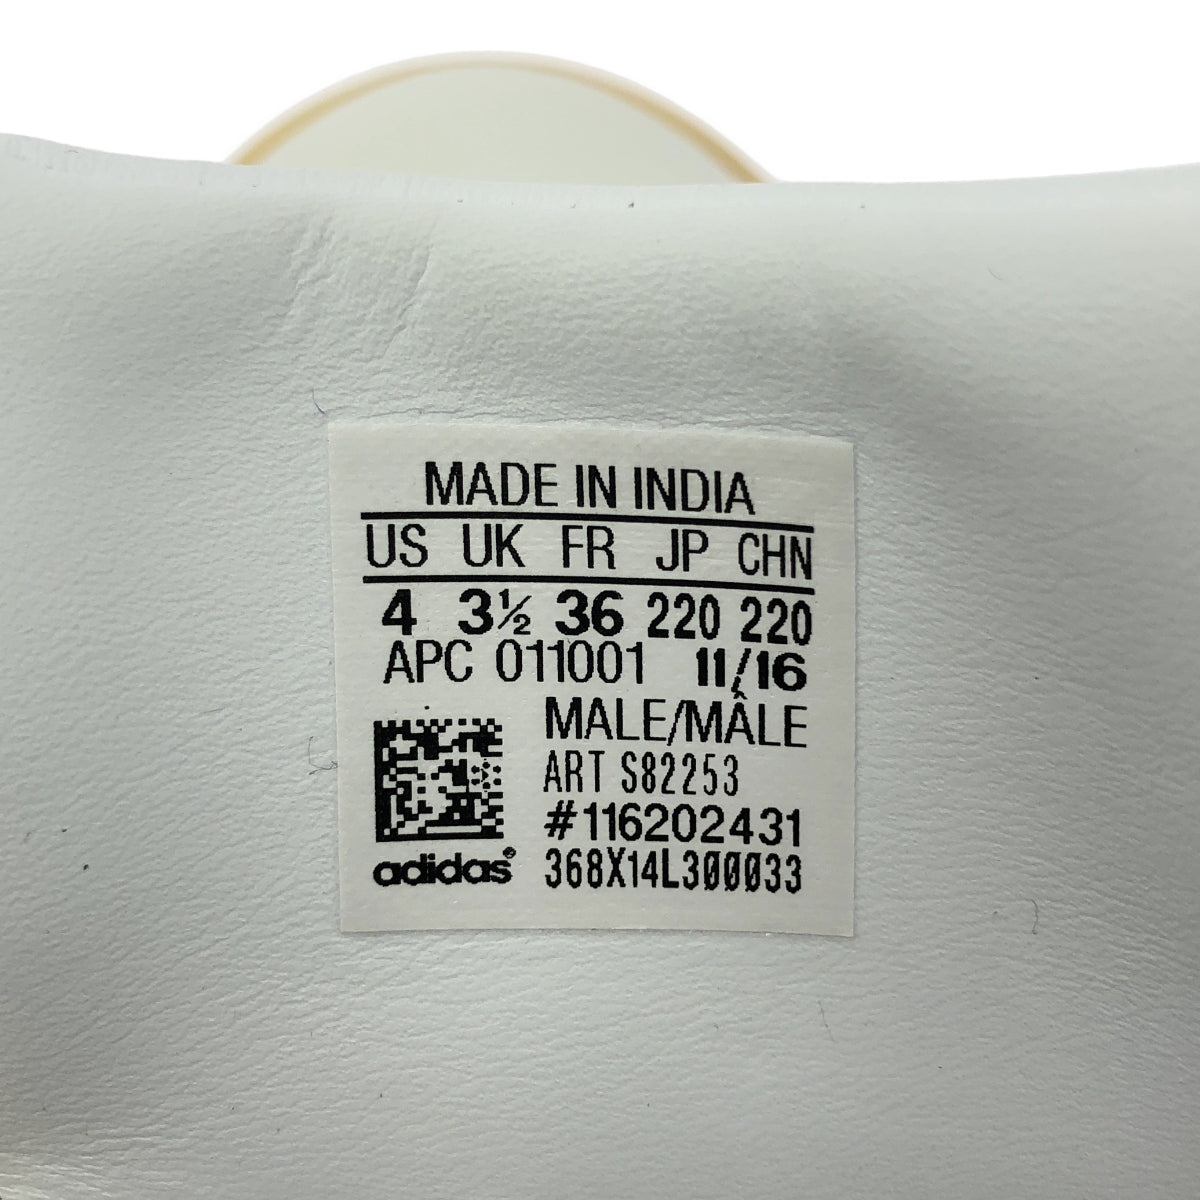 MADE IN INDIA
US UK FR JP CHN
4 3½ 36 220 220
APC 011001 11/16
MALE/MÂLE
ART S82253
#116202431
adidas® 368X14L300033